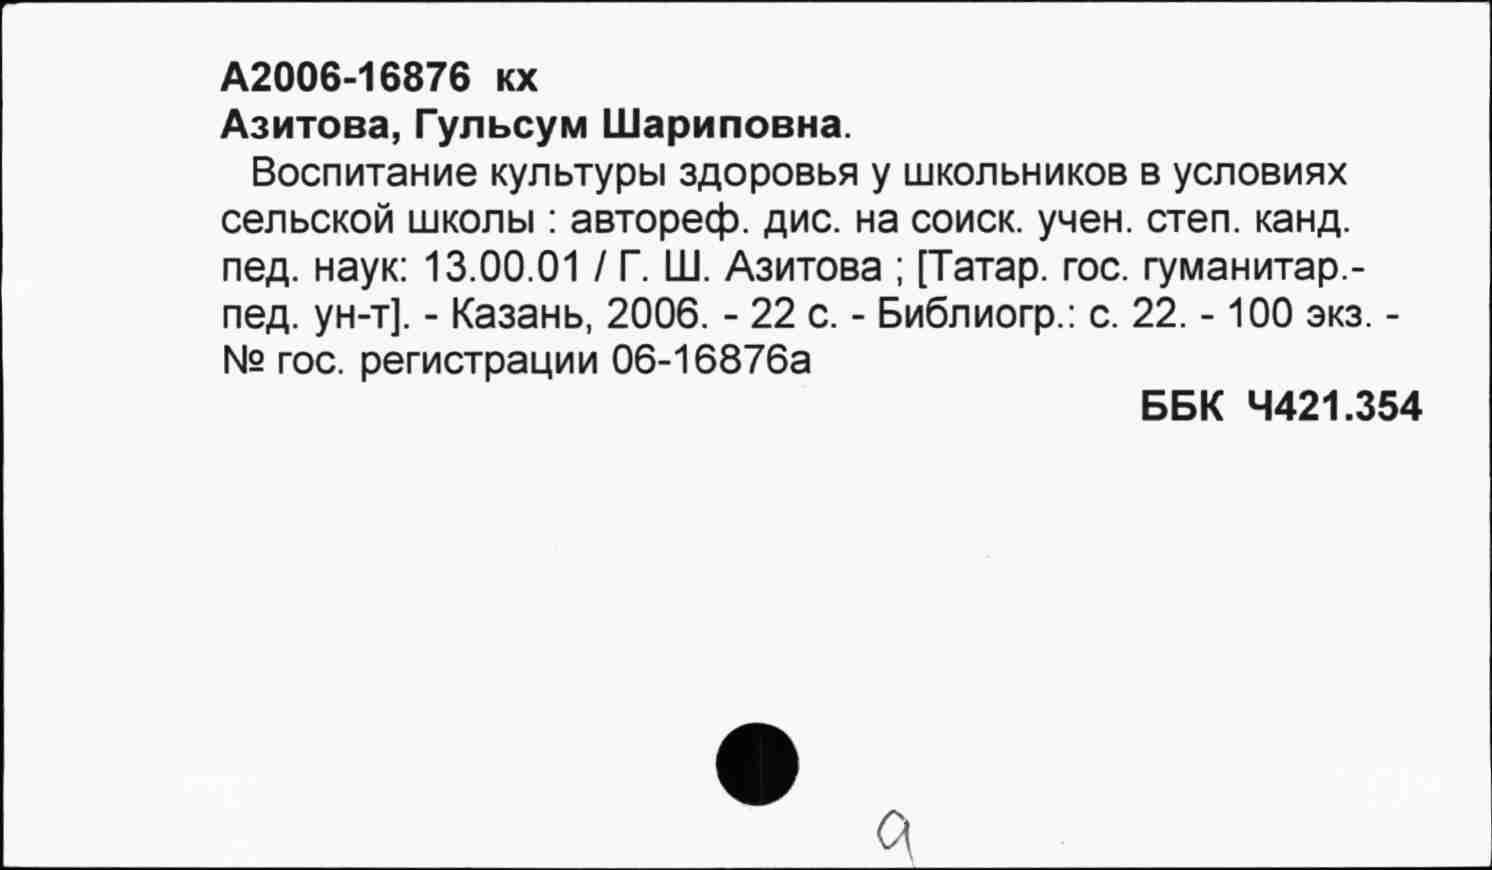 А2006-16876 кх
Азитова, Гульсум Шариповна.
Воспитание культуры здоровья у школьников в условиях
сельской школы : автореф. дис. на соиск. учен. степ. канд.
пед. наук: 13.00.01 / Г. Ш. Азитова ; [Татар. гос. гуманитар.-
пед. ун-т]. - Казань, 2006. - 22 с. - Библиогр.: с. 22. - 100 экз. -
№ гос. регистрации 06-16876а
ББК Ч421.354